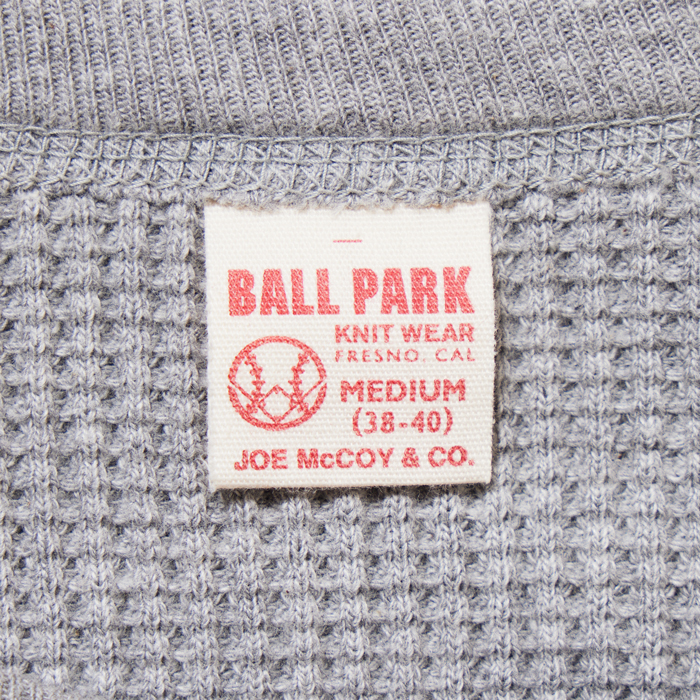 BALL PARK
KNIT WEAR
FRESNO. CAL
MEDIUM
(38-40)
JOE McCOY & CO.